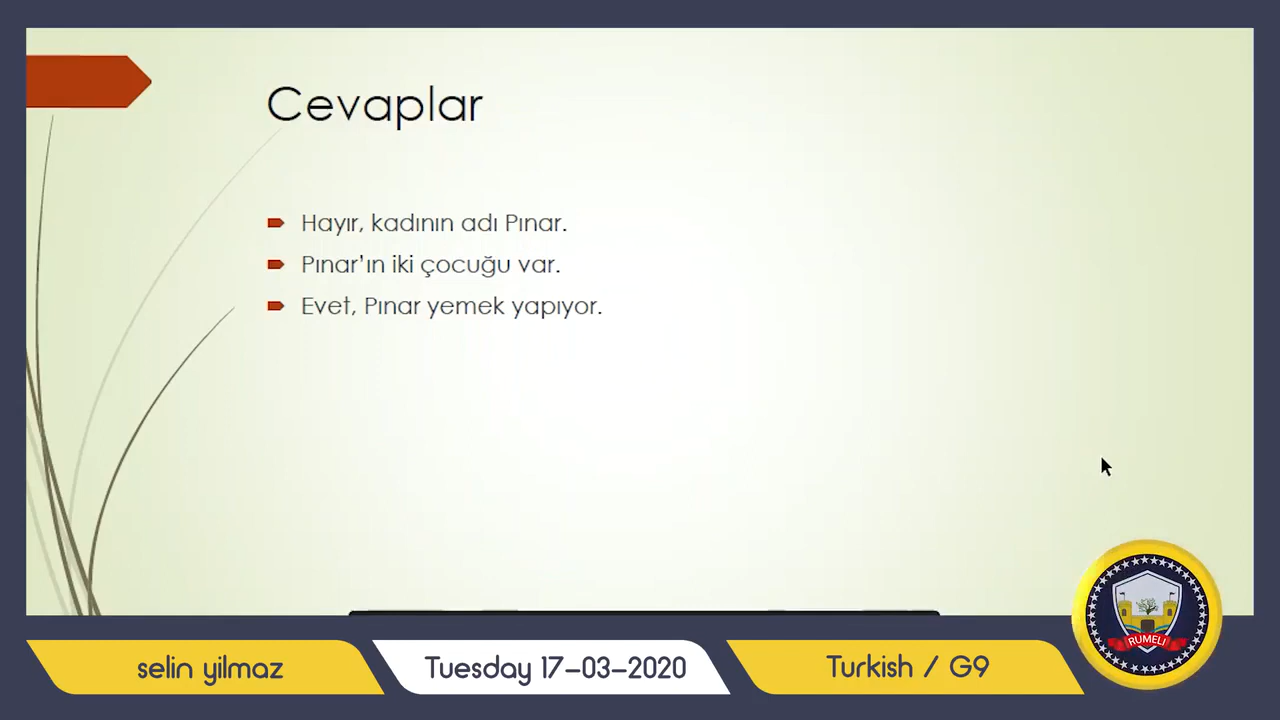 Cevaplar
Hayır, kadının adı Pınar.
Pınar'ın iki çocuğu var.
Evet, Pınar yemek yapıyor.
RUMELI
selin yilmaz
Tuesday 17-03-2020
Turkish / G9